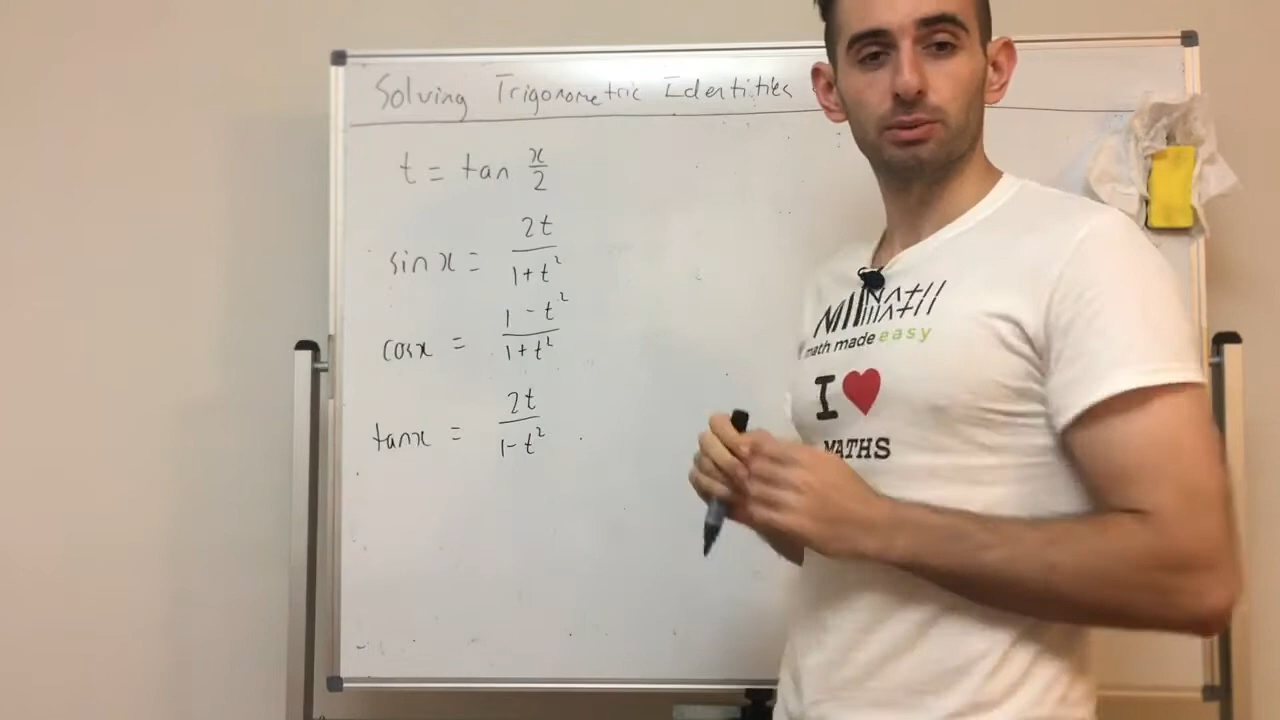 Solving Trigonometric Identities
t = tan x/2
sin x = 2t/1+t²
cos x = 1-t²/1+t²
tan x = 2t/1-t²
math made easy
I ♥
MATHS